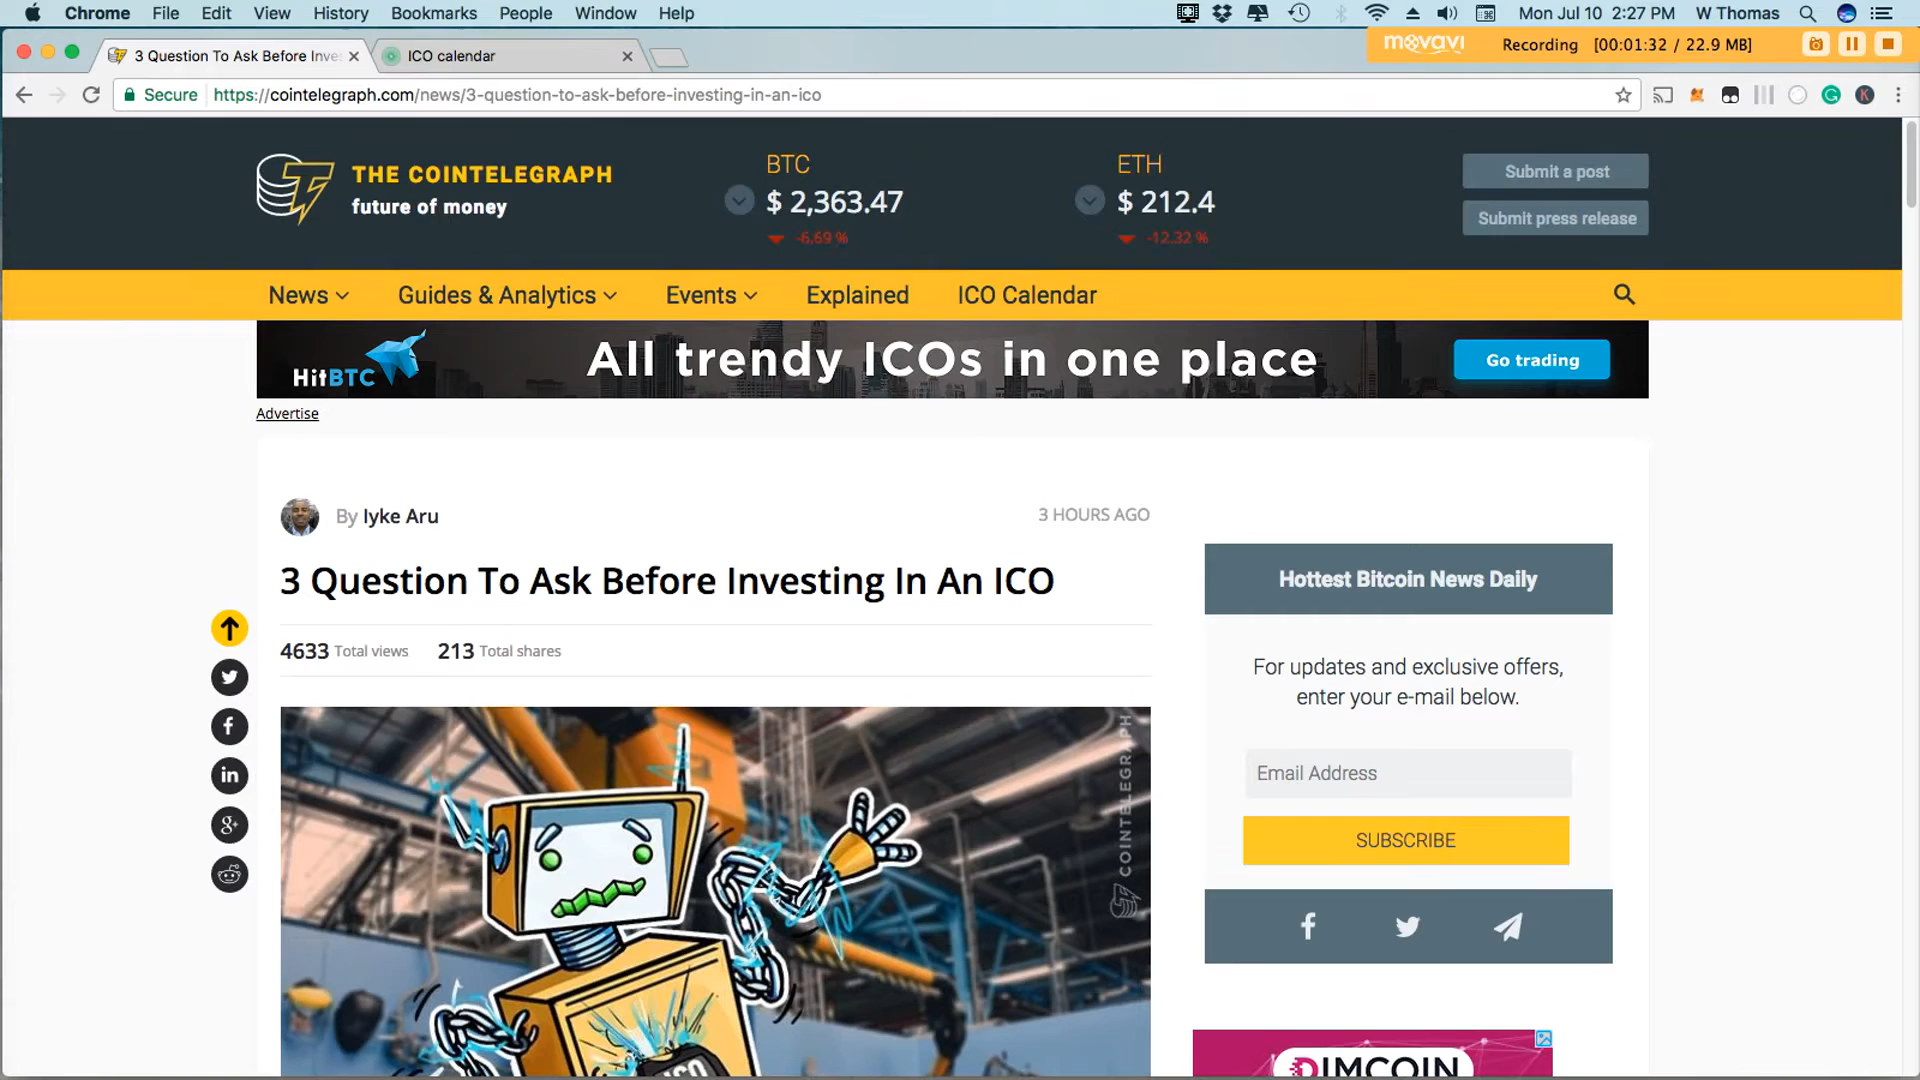 Chrome File Edit View History Bookmarks People Window Help
Mon Jul 10 2:27 PM W Thomas
movavi Recording [00:01:32 / 22.9 MB]
3 Question To Ask Before Inves
ICO calendar
Secure https://cointelegraph.com/news/3-question-to-ask-before-investing-in-an-ico
THE COINTELEGRAPH
future of money
BTC
$ 2,363.47
-6.69 %
ETH
$ 212.4
-12.32 %
Submit a post
Submit press release
News Guides & Analytics Events Explained ICO Calendar
HitBTC All trendy ICOs in one place Go trading
Advertise
By Iyke Aru 3 HOURS AGO
3 Question To Ask Before Investing In An ICO
4633 Total views 213 Total shares
COINTELEGRAPH
ICO
Hottest Bitcoin News Daily
For updates and exclusive offers,
enter your e-mail below.
Email Address
SUBSCRIBE
DIMCOIN